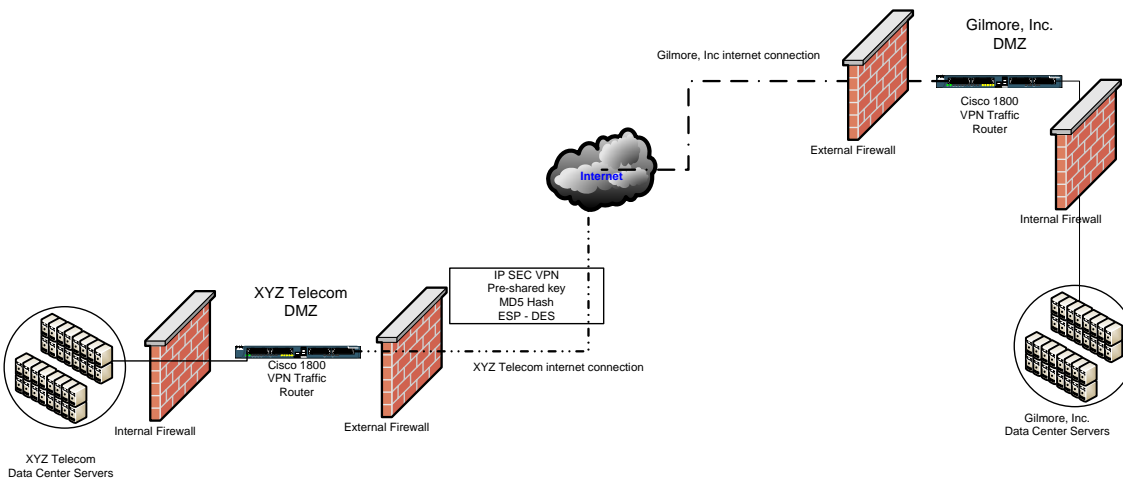 Gilmore, Inc.
DMZ
Gilmore, Inc internet connection
Cisco 1800
VPN Traffic
Router
External Firewall
Internal Firewall
Internet
IP SEC VPN
Pre-shared key
MD5 Hash
ESP - DES
XYZ Telecom
DMZ
Cisco 1800
VPN Traffic
Router
XYZ Telecom internet connection
Internal Firewall
External Firewall
Gilmore, Inc.
Data Center Servers
XYZ Telecom
Data Center Servers